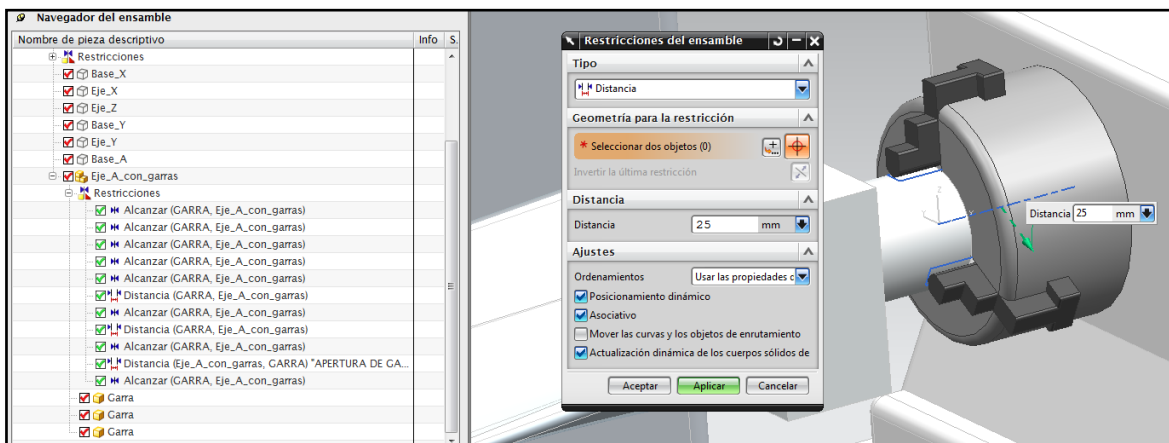 Navegador del ensamble
Nombre de pieza descriptivo Info S.
Restricciones
Base_X
Eje_X
Eje_Z
Base_Y
Eje_Y
Base_A
Eje_A_con_garras
Restricciones
Alcanzar (GARRA, Eje_A_con_garras)
Alcanzar (GARRA, Eje_A_con_garras)
Alcanzar (GARRA, Eje_A_con_garras)
Alcanzar (GARRA, Eje_A_con_garras)
Alcanzar (GARRA, Eje_A_con_garras)
Distancia (GARRA, Eje_A_con_garras)
Alcanzar (GARRA, Eje_A_con_garras)
Distancia (GARRA, Eje_A_con_garras)
Alcanzar (GARRA, Eje_A_con_garras)
Distancia (Eje_A_con_garras, GARRA) "APERTURA DE GA...
Alcanzar (GARRA, Eje_A_con_garras)
Garra
Garra
Garra
Restricciones del ensamble
Tipo
Distancia
Geometría para la restricción
* Seleccionar dos objetos (0)
Invertir la última restricción
Distancia
Distancia 25 mm
Ajustes
Ordenamientos Usar las propiedades c
Posicionamiento dinámico
Asociativo
Mover las curvas y los objetos de enrutamiento
Actualización dinámica de los cuerpos sólidos de
Aceptar Aplicar Cancelar
Distancia 25 mm